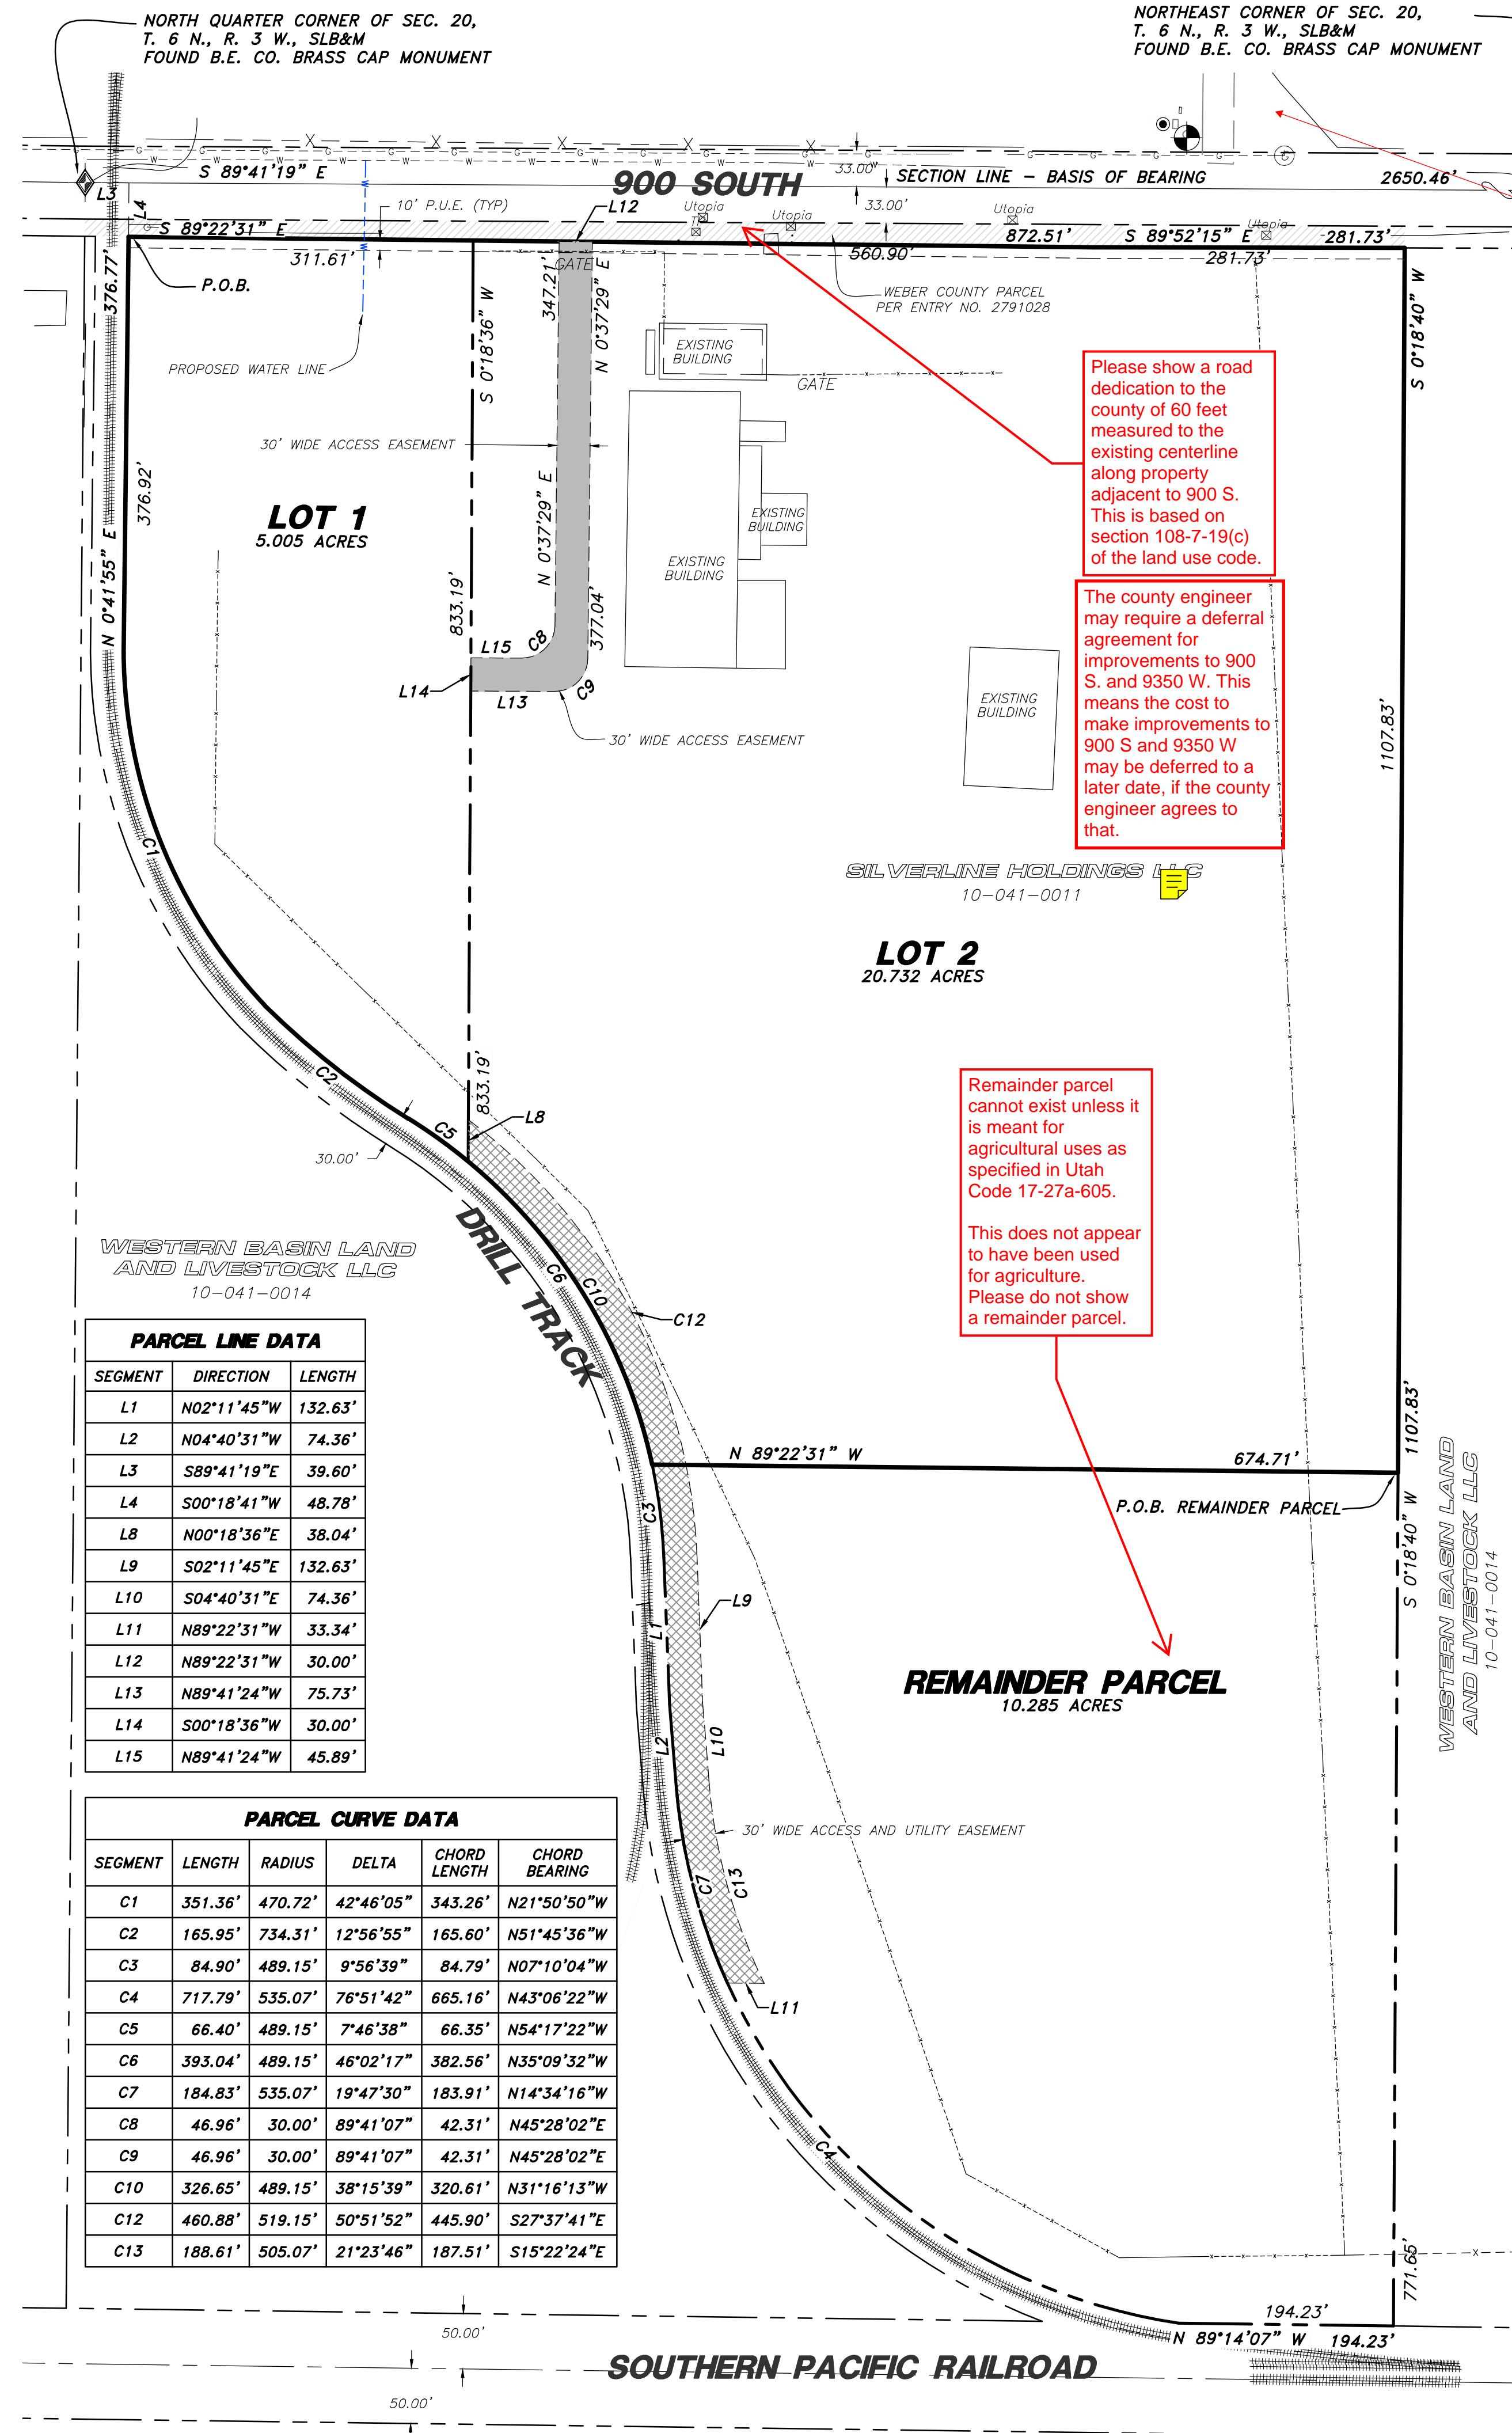 NORTH QUARTER CORNER OF SEC. 20,
T. 6 N., R. 3 W., SLB&M
FOUND B.E. CO. BRASS CAP MONUMENT
NORTHEAST CORNER OF SEC. 20,
T. 6 N., R. 3 W., SLB&M
FOUND B.E. CO. BRASS CAP MONUMENT
S 89°41'19" E
900 SOUTH
33.00'
SECTION LINE - BASIS OF BEARING
2650.46'
L3
L4
10' P.U.E. (TYP)
L12
Utopia
Utopia
Utopia
Utopia
33.00'
S 89°22'31" E
872.51'
S 89°52'15" E
281.73'
311.61'
560.90'
281.73'
P.O.B.
GATE
376.77'
347.21'
N 0°37'29" E
S 0°18'36" W
S 0°18'40" W
WEBER COUNTY PARCEL
PER ENTRY NO. 2791028
PROPOSED WATER LINE
EXISTING
BUILDING
GATE
30' WIDE ACCESS EASEMENT
376.92'
N 0°41'55" E
LOT 1
5.005 ACRES
N 0°37'29" E
377.04'
833.19'
EXISTING
BUILDING
EXISTING
BUILDING
L15
C8
L14
L13
C9
30' WIDE ACCESS EASEMENT
EXISTING
BUILDING
Please show a road
dedication to the
county of 60 feet
measured to the
existing centerline
along property
adjacent to 900 S.
This is based on
section 108-7-19(c)
of the land use code.
The county engineer
may require a deferral
agreement for
improvements to 900
S. and 9350 W. This
means the cost to
make improvements to
900 S and 9350 W
may be deferred to a
later date, if the county
engineer agrees to
that.
1107.83'
C1
SILVERLINE HOLDINGS LLC
10-041-0011
LOT 2
20.732 ACRES
C2
833.19'
C5
L8
30.00'
Remainder parcel
cannot exist unless it
is meant for
agricultural uses as
specified in Utah
Code 17-27a-605.
This does not appear
to have been used
for agriculture.
Please do not show
a remainder parcel.
DRILL TRACK
C6
C10
C12
WESTERN BASIN LAND
AND LIVESTOCK LLC
10-041-0014
N 89°22'31" W
674.71'
1107.83'
P.O.B. REMAINDER PARCEL
S 0°18'40" W
WESTERN BASIN LAND
AND LIVESTOCK LLC
10-041-0014
C3
L9
L1
REMAINDER PARCEL
10.285 ACRES
L2
L10
30' WIDE ACCESS AND UTILITY EASEMENT
C7
C13
L11
C4
PARCEL LINE DATA
SEGMENT DIRECTION LENGTH
L1 N02°11'45"W 132.63'
L2 N04°40'31"W 74.36'
L3 S89°41'19"E 39.60'
L4 S00°18'41"W 48.78'
L8 N00°18'36"E 38.04'
L9 S02°11'45"E 132.63'
L10 S04°40'31"E 74.36'
L11 N89°22'31"W 33.34'
L12 N89°22'31"W 30.00'
L13 N89°41'24"W 75.73'
L14 S00°18'36"W 30.00'
L15 N89°41'24"W 45.89'
PARCEL CURVE DATA
SEGMENT LENGTH RADIUS DELTA CHORD LENGTH CHORD BEARING
C1 351.36' 470.72' 42°46'05" 343.26' N21°50'50"W
C2 165.95' 734.31' 12°56'55" 165.60' N51°45'36"W
C3 84.90' 489.15' 9°56'39" 84.79' N07°10'04"W
C4 717.79' 535.07' 76°51'42" 665.16' N43°06'22"W
C5 66.40' 489.15' 7°46'38" 66.35' N54°17'22"W
C6 393.04' 489.15' 46°02'17" 382.56' N35°09'32"W
C7 184.83' 535.07' 19°47'30" 183.91' N14°34'16"W
C8 46.96' 30.00' 89°41'07" 42.31' N45°28'02"E
C9 46.96' 30.00' 89°41'07" 42.31' N45°28'02"E
C10 326.65' 489.15' 38°15'39" 320.61' N31°16'13"W
C12 460.88' 519.15' 50°51'52" 445.90' S27°37'41"E
C13 188.61' 505.07' 21°23'46" 187.51' S15°22'24"E
771.65'
194.23'
N 89°14'07" W 194.23'
50.00'
SOUTHERN PACIFIC RAILROAD
50.00'